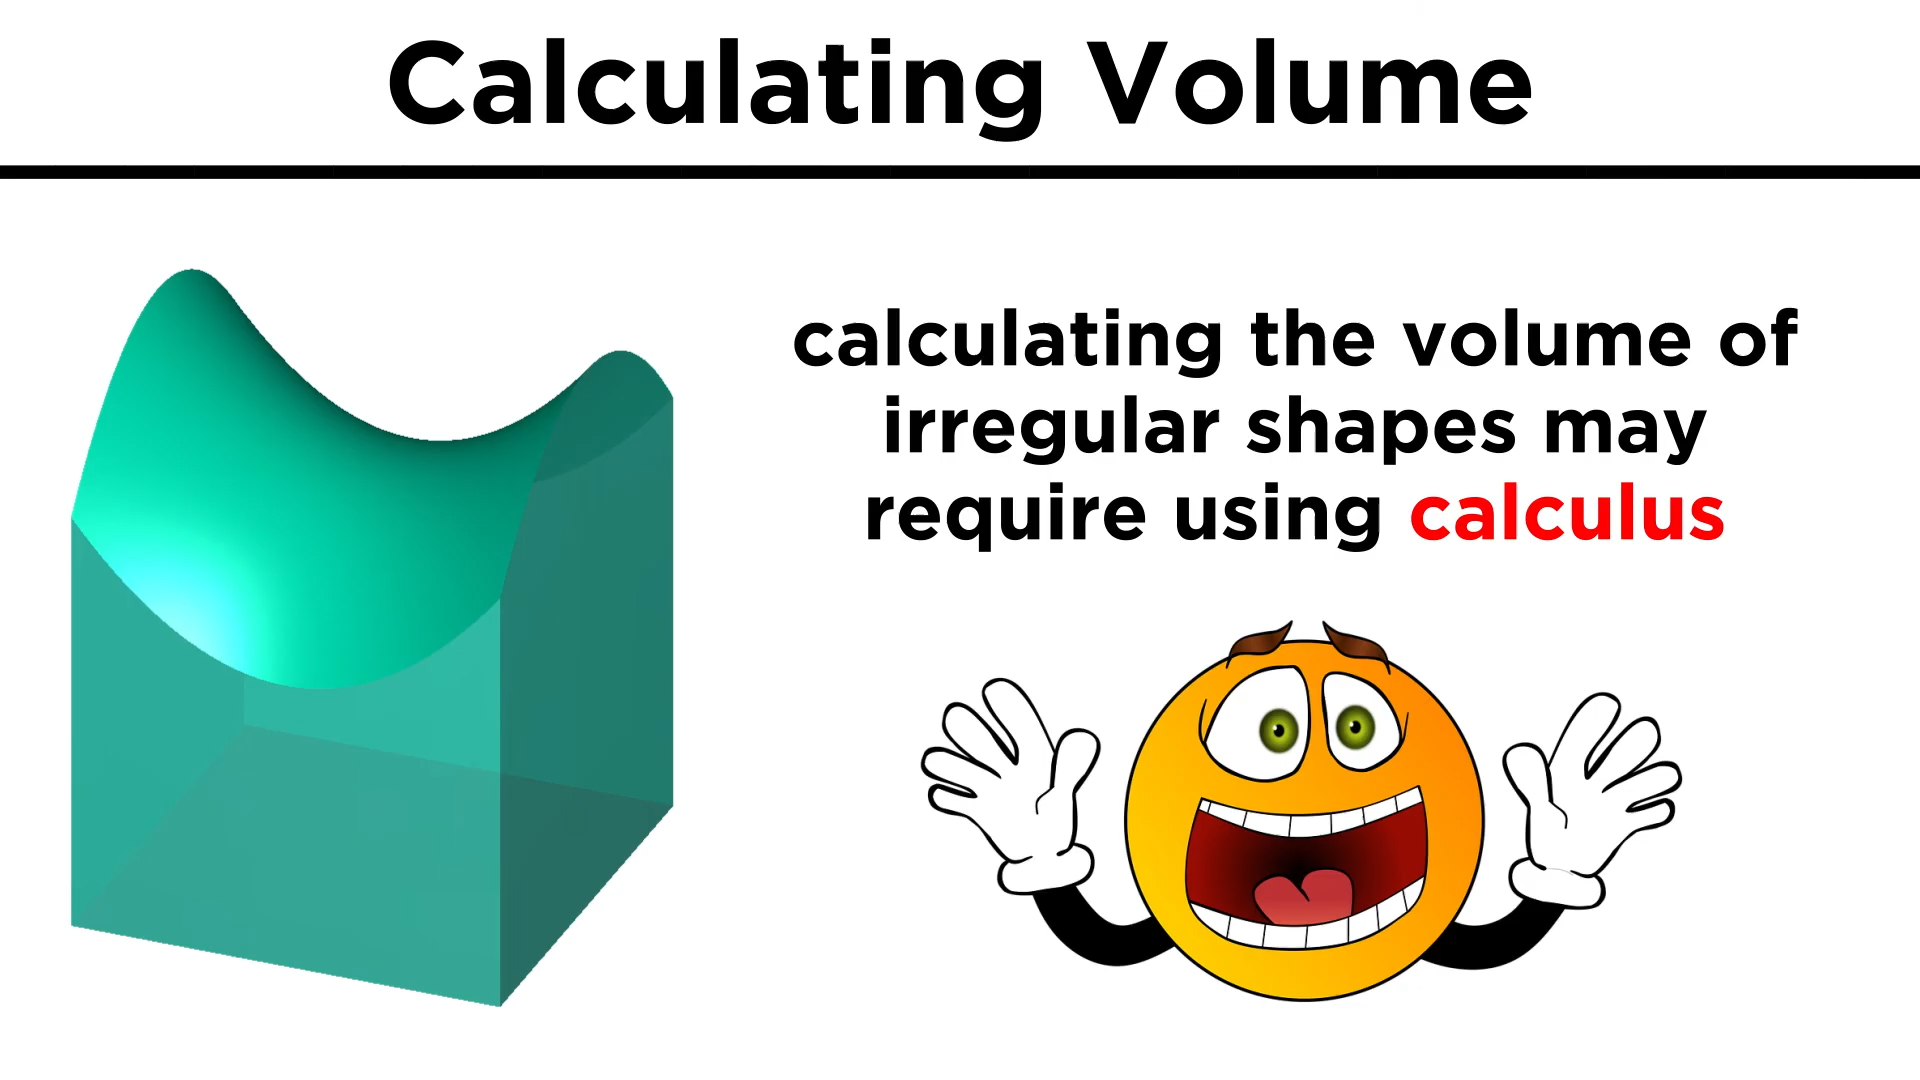 Calculating Volume
calculating the volume of
irregular shapes may
require using calculus